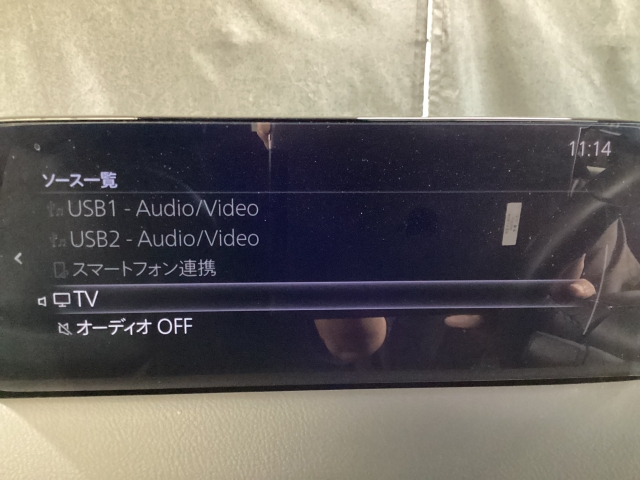 11:14
ソース一覧
USB1 - Audio/Video
USB2 - Audio/Video
スマートフォン連携
TV
オーディオ OFF